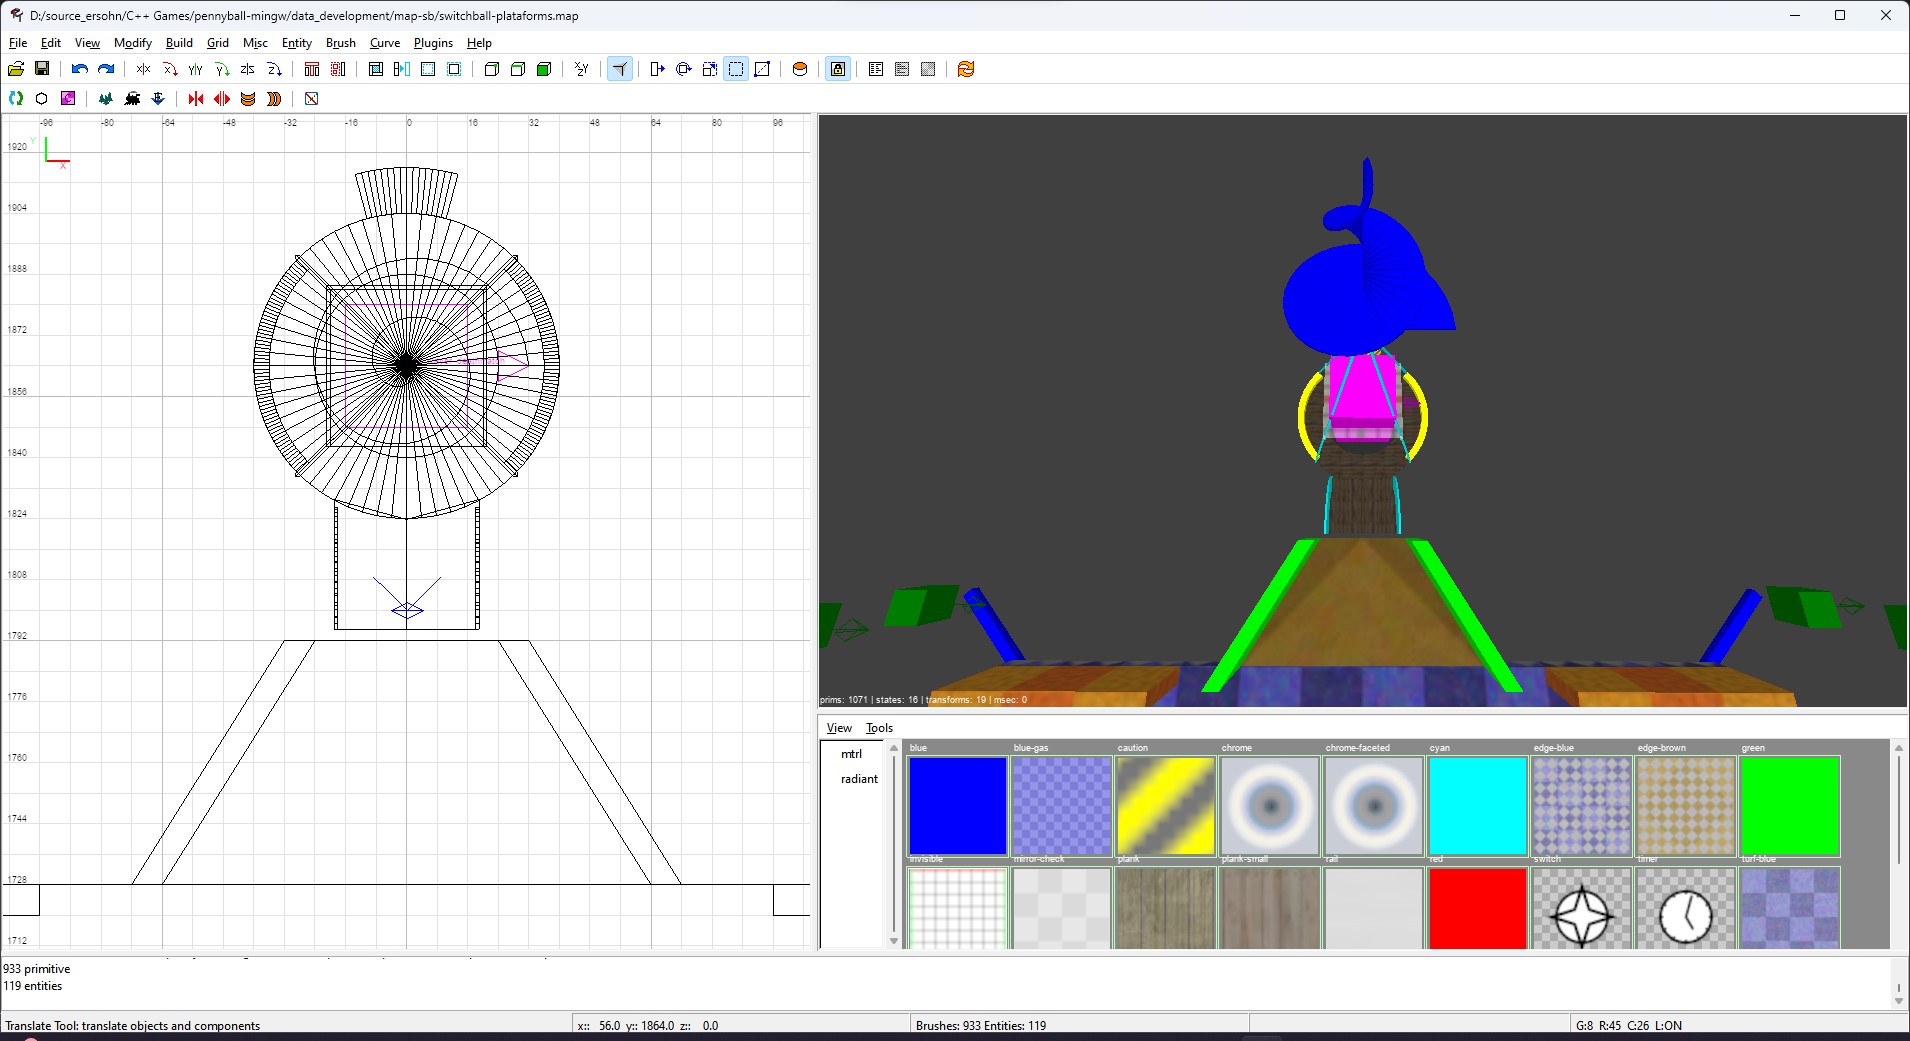 D:/source_ersohn/C++ Games/pennyball-mingw/data_development/map-sb/switchball-plataforms.map
File Edit View Modify Build Grid Misc Entity Brush Curve Plugins Help
-96 -80 -64 -48 -32 -16 0 16 32 48 64 80 96
Y
X
1920
1904
1888
1872
1856
1840
1824
1808
1792
1776
1760
1744
1728
1712
prims: 1071 | states: 16 | transforms: 19 | msec: 0
View Tools
mtrl
radiant
blue blue-gas caution chrome chrome-faceted cyan edge-blue edge-brown green
invisible mirror-check plank plank-small rail red switch timer turf-blue
933 primitive
119 entities
Translate Tool: translate objects and components
x:: 56.0 y:: 1864.0 z:: 0.0
Brushes: 933 Entities: 119
G:8 R:45 C:26 L:ON